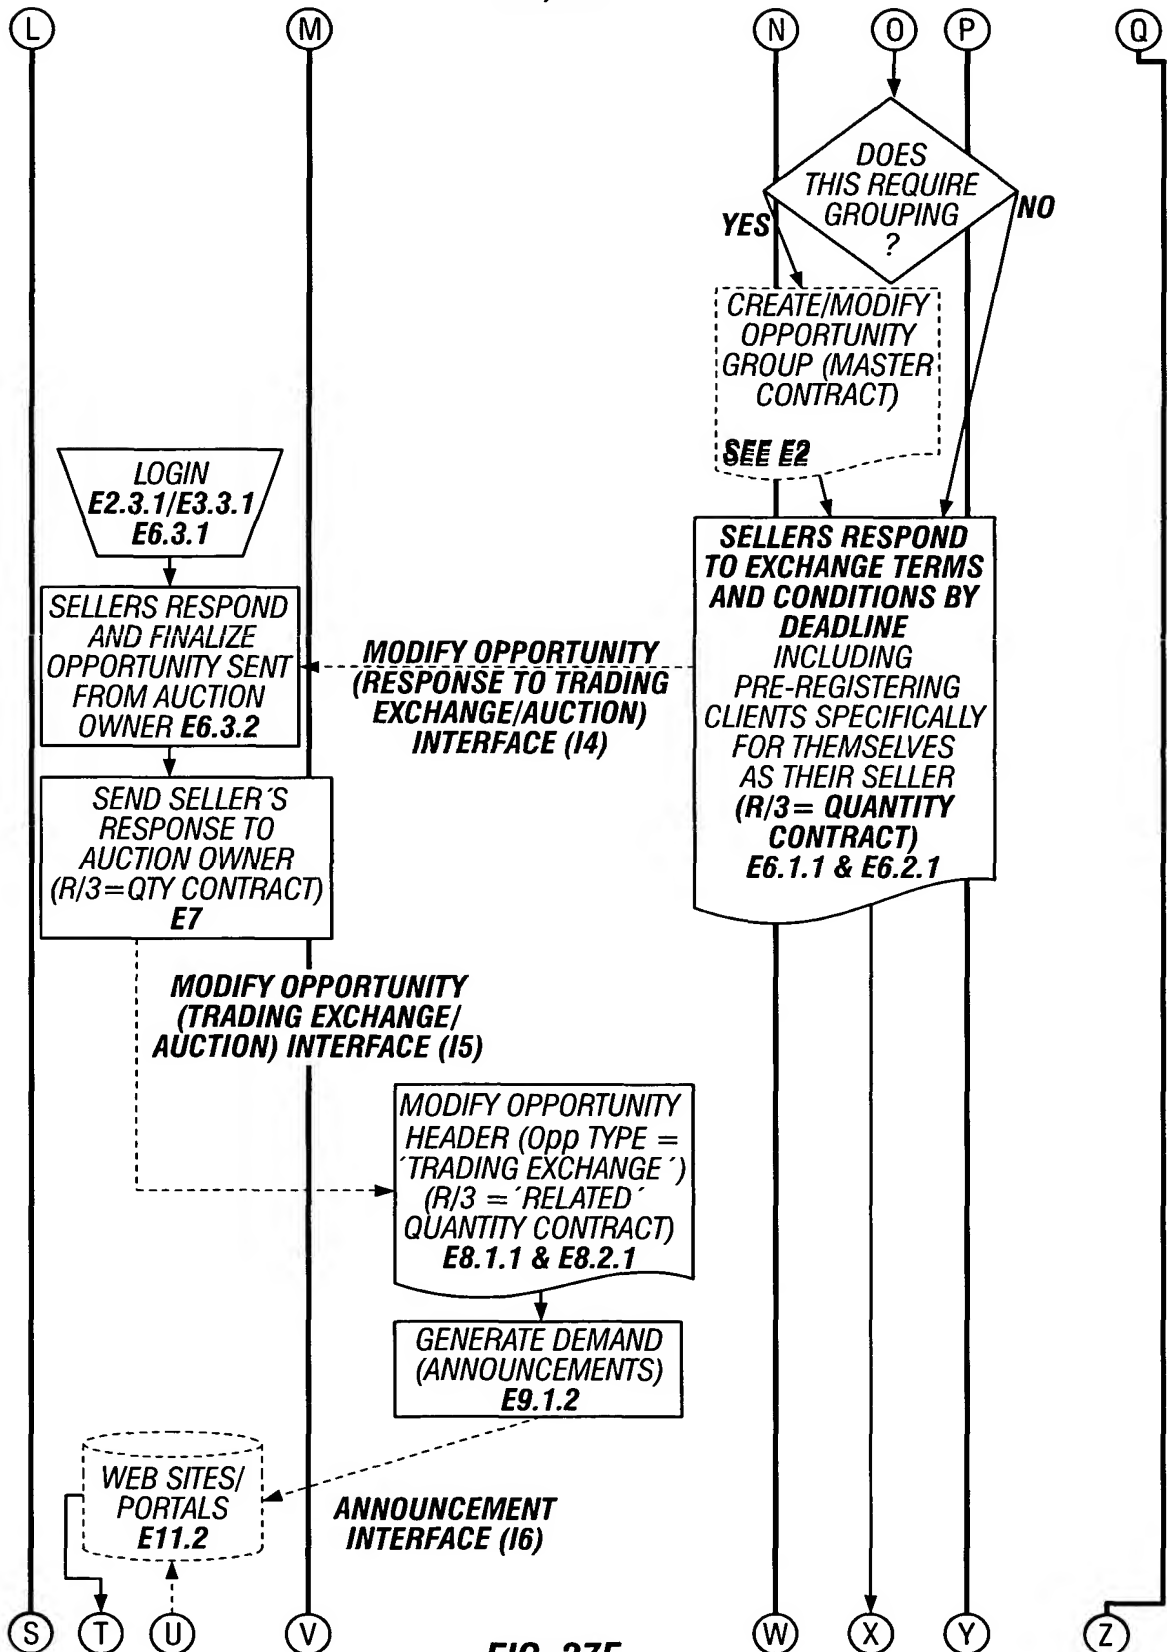 L
M
N
O
P
Q
DOES
THIS REQUIRE
GROUPING
?
YES
NO
CREATE/MODIFY
OPPORTUNITY
GROUP (MASTER
CONTRACT)
SEE E2
LOGIN
E2.3.1/E3.3.1
E6.3.1
SELLERS RESPOND
AND FINALIZE
OPPORTUNITY SENT
FROM AUCTION
OWNER E6.3.2
MODIFY OPPORTUNITY
(RESPONSE TO TRADING
EXCHANGE/AUCTION)
INTERFACE (I4)
SELLERS RESPOND
TO EXCHANGE TERMS
AND CONDITIONS BY
DEADLINE
INCLUDING
PRE-REGISTERING
CLIENTS SPECIFICALLY
FOR THEMSELVES
AS THEIR SELLER
(R/3= QUANTITY
CONTRACT)
E6.1.1 & E6.2.1
SEND SELLER´S
RESPONSE TO
AUCTION OWNER
(R/3=QTY CONTRACT)
E7
MODIFY OPPORTUNITY
(TRADING EXCHANGE/
AUCTION) INTERFACE (I5)
MODIFY OPPORTUNITY
HEADER (Opp TYPE =
´TRADING EXCHANGE´)
(R/3 =´RELATED´
QUANTITY CONTRACT)
E8.1.1 & E8.2.1
GENERATE DEMAND
(ANNOUNCEMENTS)
E9.1.2
WEB SITES/
PORTALS
E11.2
ANNOUNCEMENT
INTERFACE (I6)
S
T
U
V
W
X
Y
Z